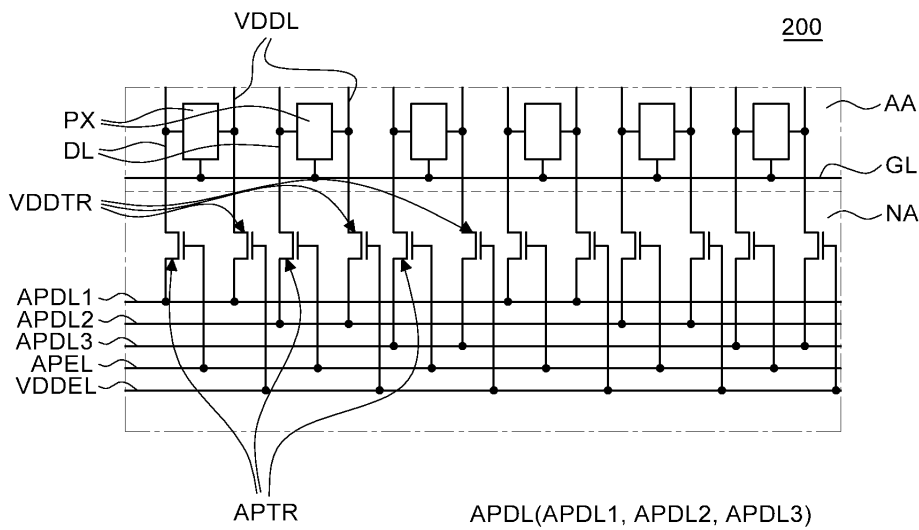 VDDL
200
PX
AA
DL
GL
VDDTR
NA
APDL1
APDL2
APDL3
APEL
VDDEL
APTR
APDL(APDL1, APDL2, APDL3)